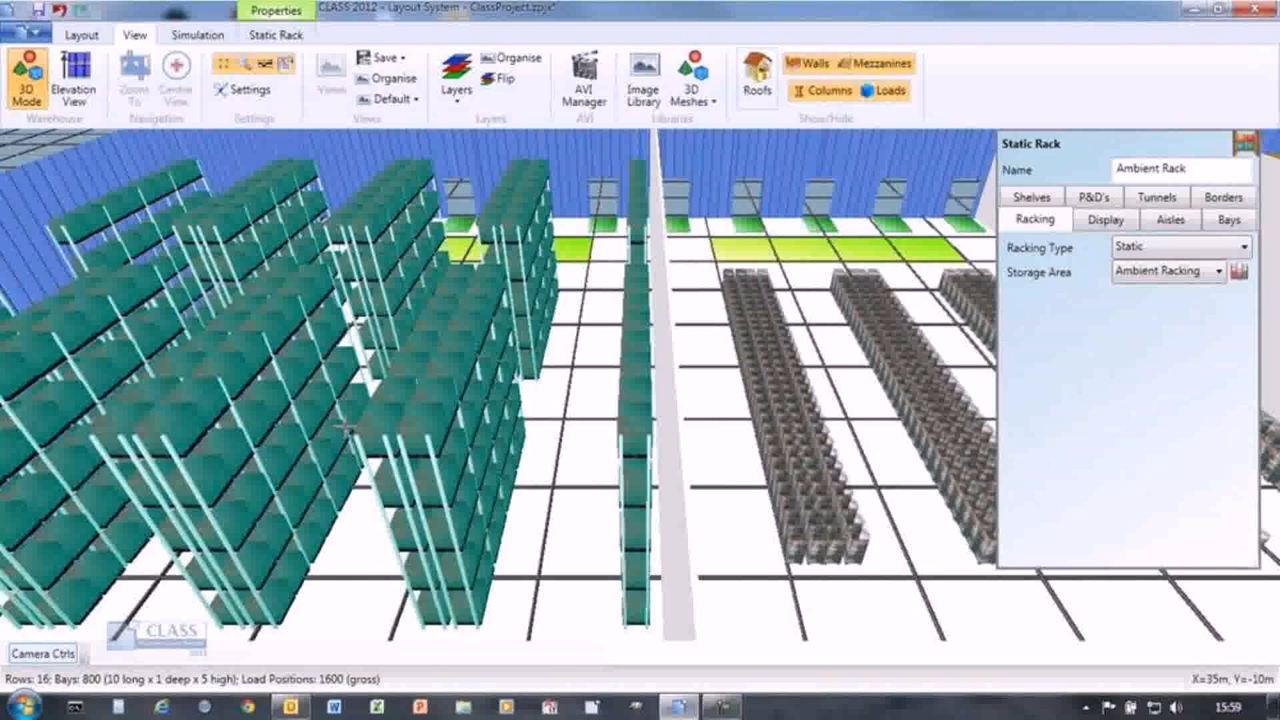 Properties
CLASS 2012 - Layout System - ClassProject.zpjx*
Layout View Simulation Static Rack
3D Mode
Elevation View
Warehouse
Zoom To
Centre View
Navigation
Settings
Settings
Views
Save
Organise
Default
Views
Layers
Organise
Flip
Layers
AVI Manager
AVI
Image Library
3D Meshes
Libraries
Roofs
Walls Mezzanines
Columns Loads
Show/Hide
Static Rack
Name Ambient Rack
Shelves P&D's Tunnels Borders
Racking Display Aisles Bays
Racking Type Static
Storage Area Ambient Racking
CLASS
Camera Ctrls
Rows: 16; Bays: 800 (10 long x 1 deep x 5 high); Load Positions: 1600 (gross)
X=35m, Y=-10m
15:59